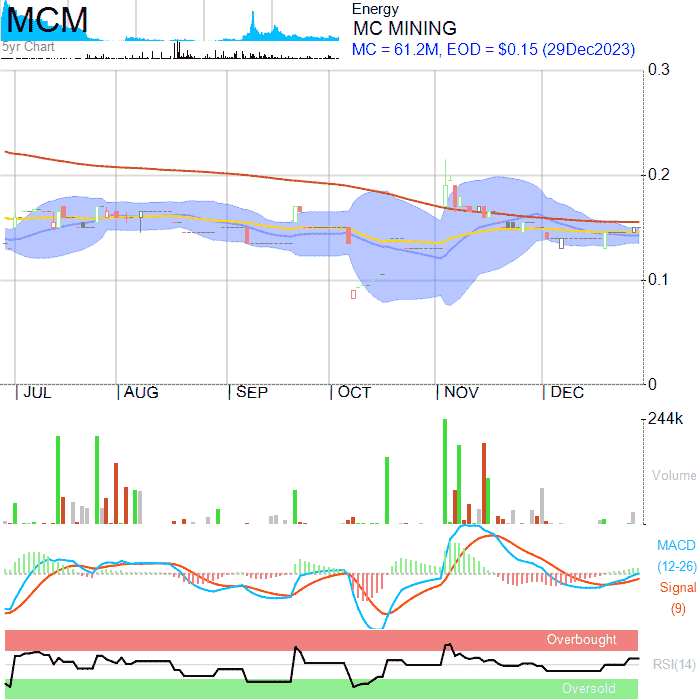 MCM
5yr Chart
Energy
MC MINING
MC = 61.2M, EOD = $0.15 (29Dec2023)
0.3
0.2
0.1
0
JUL AUG SEP OCT NOV DEC
244k
Volume
MACD
(12-26)
Signal
(9)
Overbought
RSI(14)
Oversold